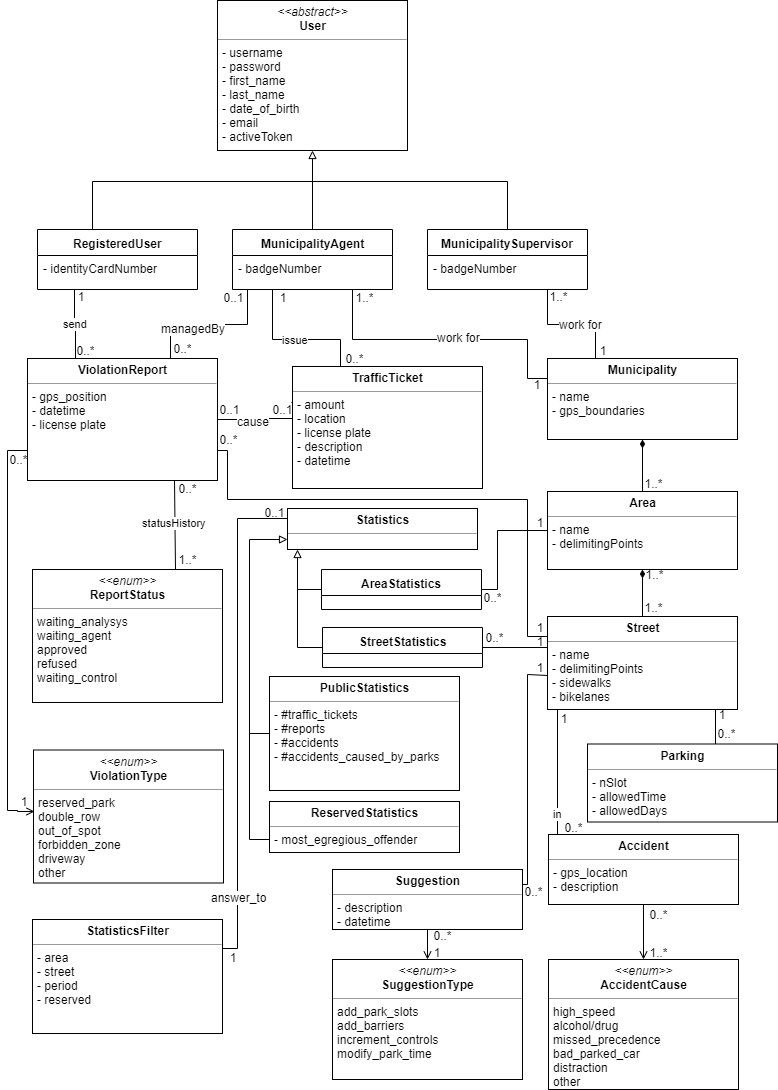 <<abstract>>
User
- username
- password
- first_name
- last_name
- date_of_birth
- email
- activeToken
RegisteredUser
- identityCardNumber
MunicipalityAgent
- badgeNumber
MunicipalitySupervisor
- badgeNumber
1
0..1
1
1..*
1..*
send
managedBy
issue
work for
work for
0..*
0..*
0..*
1
1
ViolationReport
- gps_position
- datetime
- license plate
TrafficTicket
- amount
- location
- license plate
- description
- datetime
Municipality
- name
- gps_boundaries
0..1
cause
0..1
0..*
0..*
0..*
statusHistory
1..*
1..*
Area
- name
- delimitingPoints
1
0..1
Statistics
AreaStatistics
0..*
1..*
1..*
<<enum>>
ReportStatus
waiting_analysys
waiting_agent
approved
refused
waiting_control
StreetStatistics
0..*
1
1
1
Street
- name
- delimitingPoints
- sidewalks
- bikelanes
PublicStatistics
- #traffic_tickets
- #reports
- #accidents
- #accidents_caused_by_parks
1
1
0..*
Parking
- nSlot
- allowedTime
- allowedDays
1
<<enum>>
ViolationType
reserved_park
double_row
out_of_spot
forbidden_zone
driveway
other
ReservedStatistics
- most_egregious_offender
in
0..*
Accident
- gps_location
- description
answer_to
Suggestion
- description
- datetime
0..*
0..*
1
0..*
1..*
StatisticsFilter
- area
- street
- period
- reserved
1
<<enum>>
SuggestionType
add_park_slots
add_barriers
increment_controls
modify_park_time
<<enum>>
AccidentCause
high_speed
alcohol/drug
missed_precedence
bad_parked_car
distraction
other